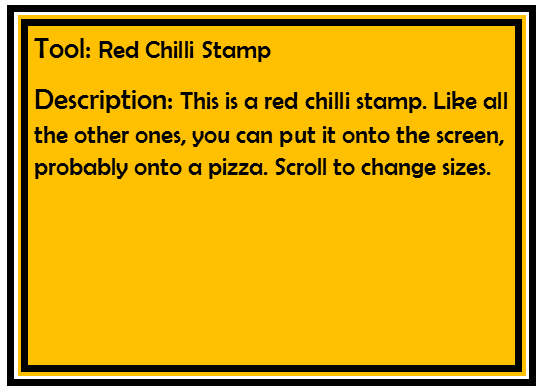 Tool: Red Chilli Stamp
Description: This is a red chilli stamp. Like all
the other ones, you can put it onto the screen,
probably onto a pizza. Scroll to change sizes.